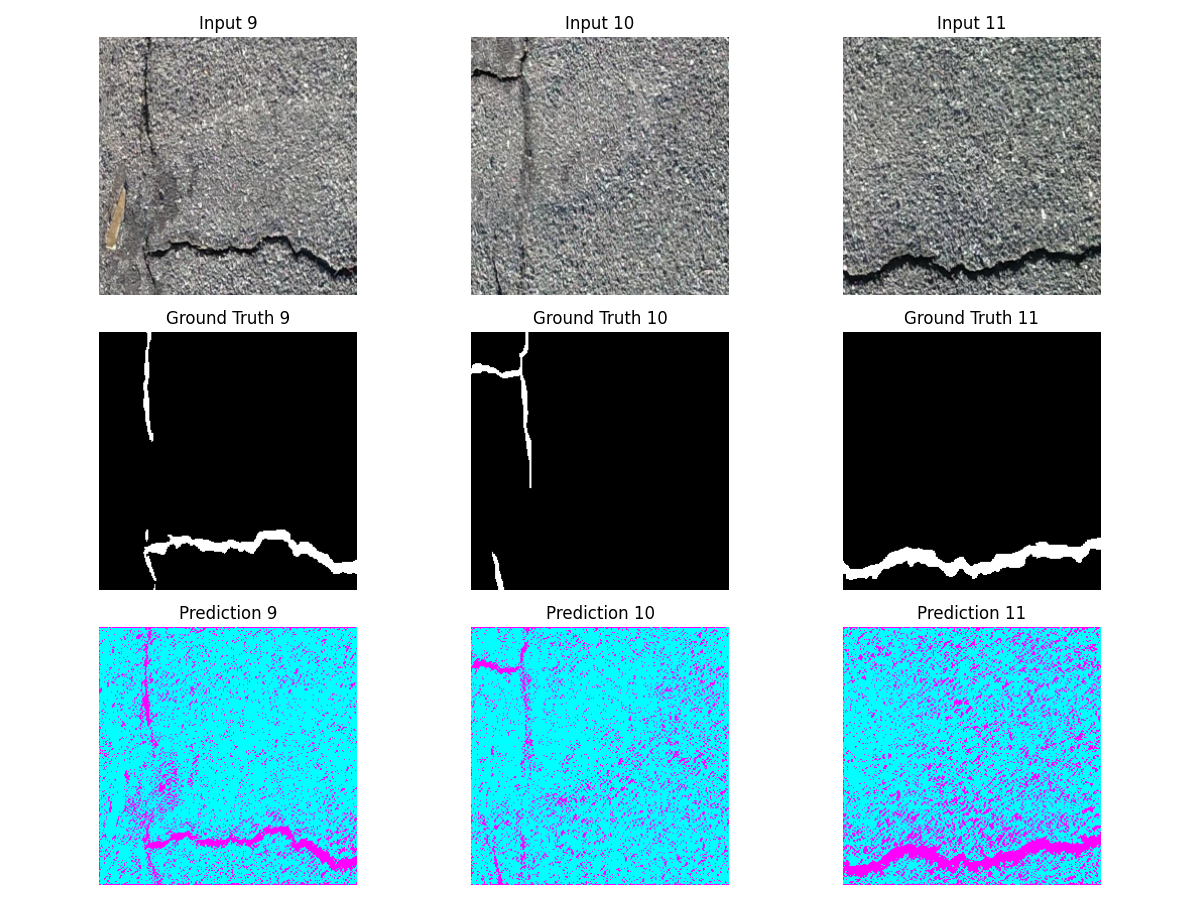 Input 9
Input 10
Input 11
Ground Truth 9
Ground Truth 10
Ground Truth 11
Prediction 9
Prediction 10
Prediction 11